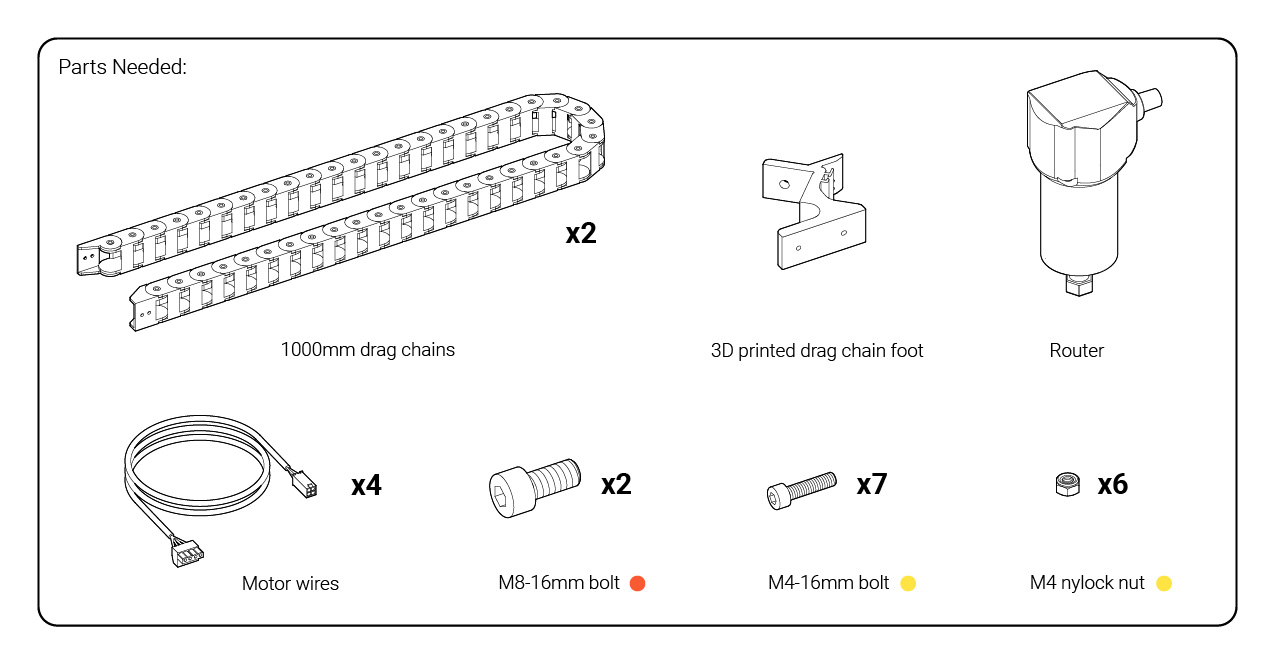 Parts Needed:
x2
1000mm drag chains
3D printed drag chain foot
Router
x4
x2
x7
x6
Motor wires
M8-16mm bolt
M4-16mm bolt
M4 nylock nut